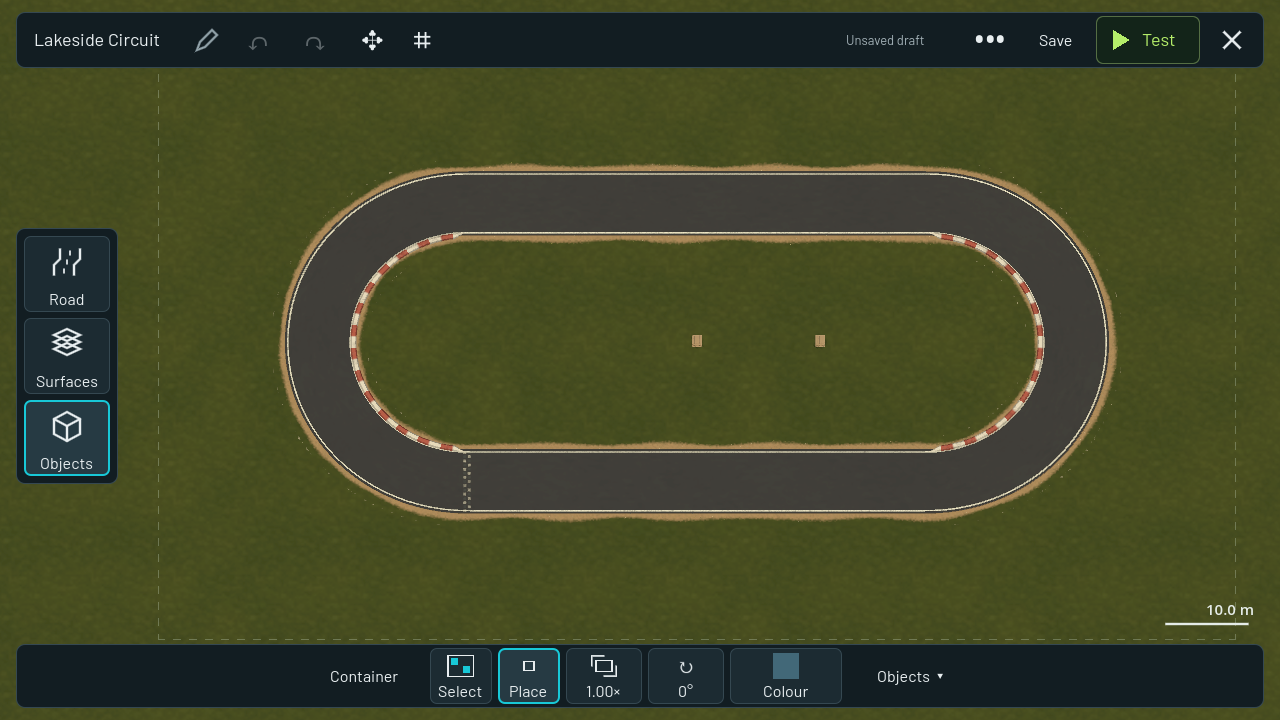 Lakeside Circuit
Unsaved draft
Save
Test
Road
Surfaces
Objects
10.0 m
Container
Select
Place
1.00×
0°
Colour
Objects